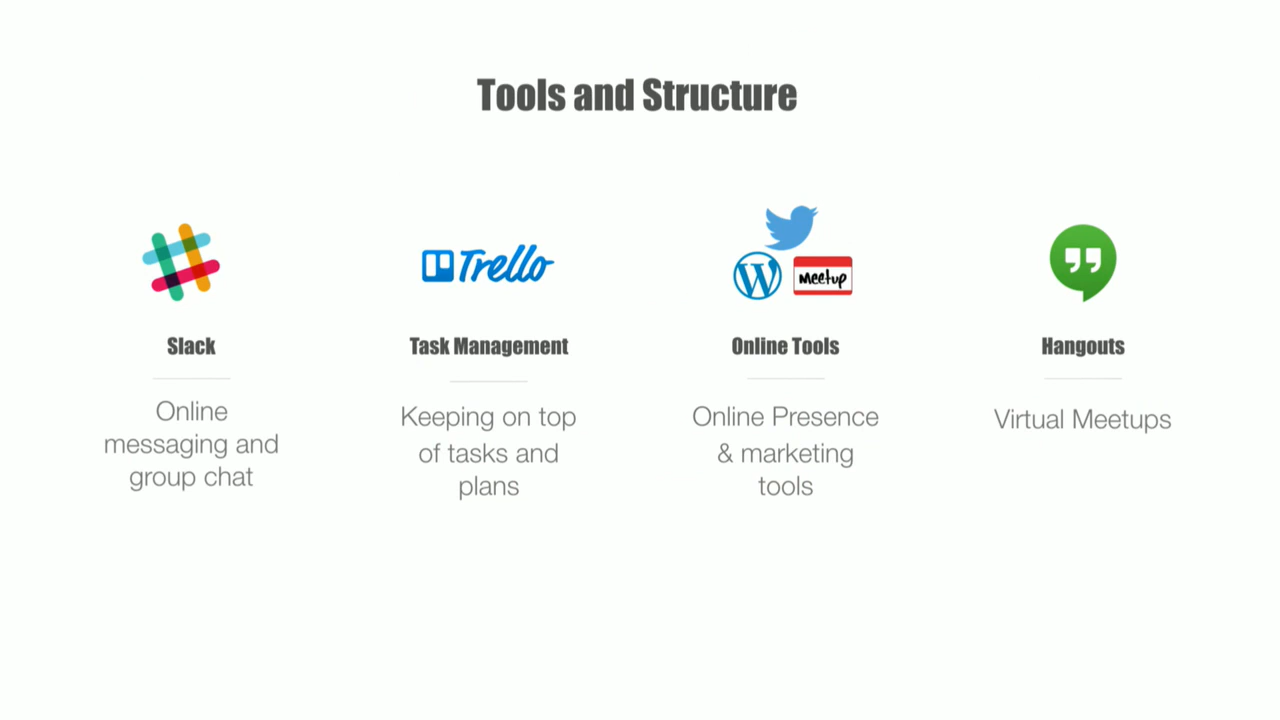 Tools and Structure
Trello
Meetup
Slack
Task Management
Online Tools
Hangouts
Online
messaging and
group chat
Keeping on top
of tasks and
plans
Online Presence
& marketing
tools
Virtual Meetups